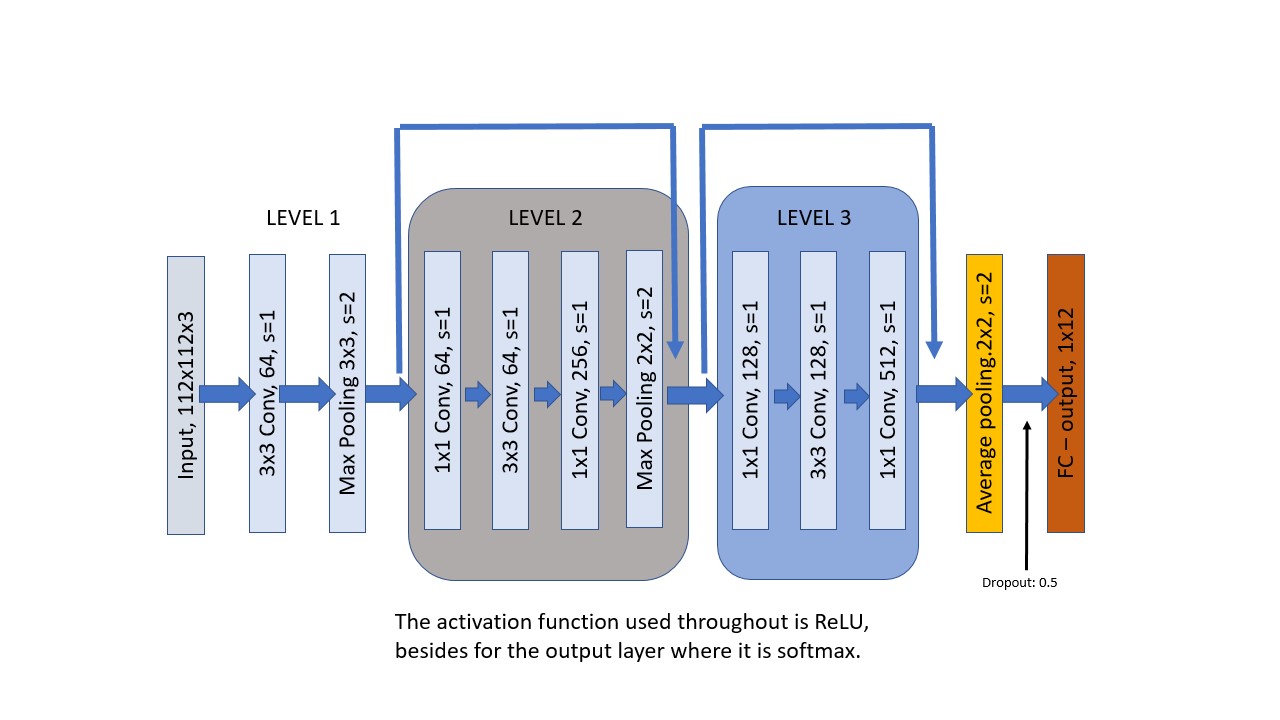 LEVEL 1
LEVEL 2
LEVEL 3
Input, 112x112x3
3x3 Conv, 64, s=1
Max Pooling 3x3, s=2
1x1 Conv, 64, s=1
3x3 Conv, 64, s=1
1x1 Conv, 256, s=1
Max Pooling 2x2, s=2
1x1 Conv, 128, s=1
3x3 Conv, 128, s=1
1x1 Conv, 512, s=1
Average pooling.2x2, s=2
FC – output, 1x12
Dropout: 0.5
The activation function used throughout is ReLU,
besides for the output layer where it is softmax.